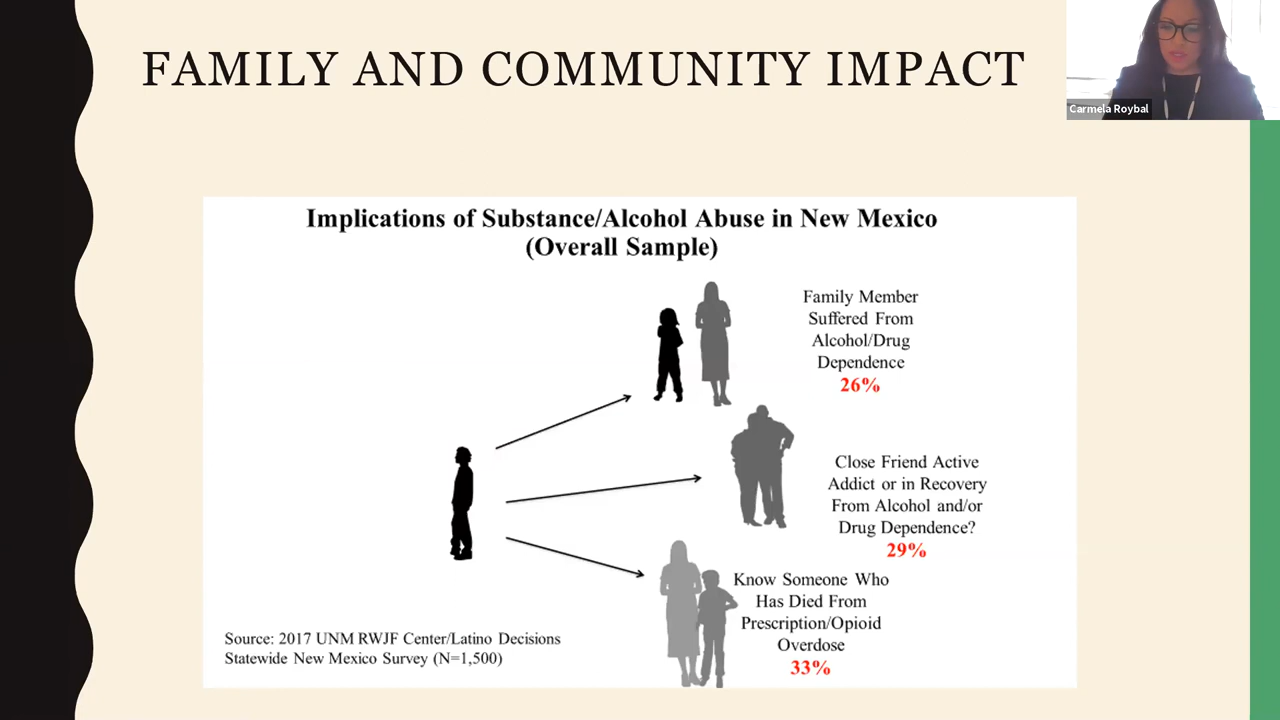 FAMILY AND COMMUNITY IMPACT
Carmela Roybal
Implications of Substance/Alcohol Abuse in New Mexico
(Overall Sample)
Family Member
Suffered From
Alcohol/Drug
Dependence
26%
Close Friend Active
Addict or in Recovery
From Alcohol and/or
Drug Dependence?
29%
Know Someone Who
Has Died From
Prescription/Opioid
Overdose
33%
Source: 2017 UNM RWJF Center/Latino Decisions
Statewide New Mexico Survey (N=1,500)